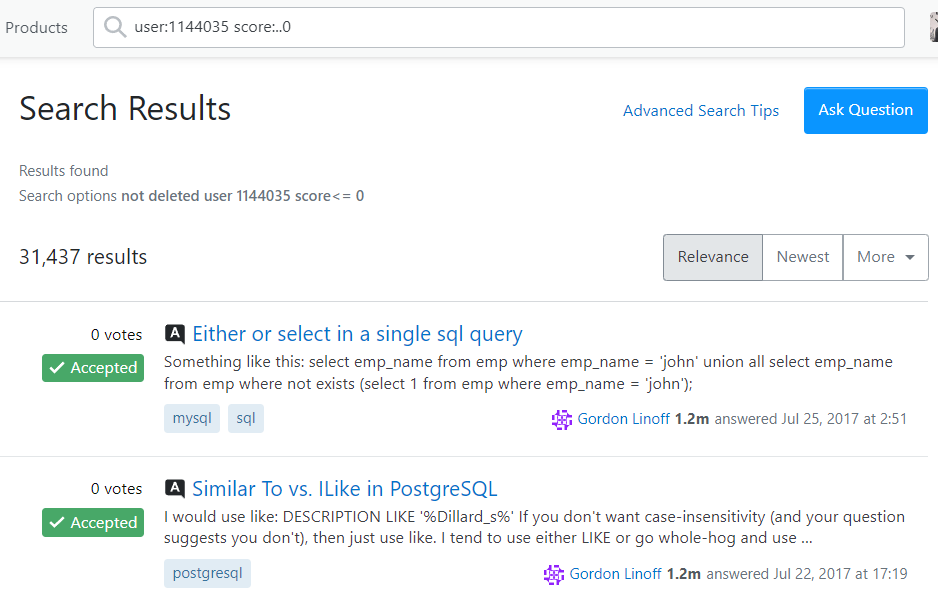 Products
user:1144035 score:..0
Search Results
Advanced Search Tips
Ask Question
Results found
Search options not deleted user 1144035 score<= 0
31,437 results
Relevance
Newest
More
0 votes
A Either or select in a single sql query
Accepted
Something like this: select emp_name from emp where emp_name = 'john' union all select emp_name
from emp where not exists (select 1 from emp where emp_name = 'john');
mysql
sql
Gordon Linoff 1.2m answered Jul 25, 2017 at 2:51
0 votes
A Similar To vs. ILike in PostgreSQL
Accepted
I would use like: DESCRIPTION LIKE '%Dillard_s%' If you don't want case-insensitivity (and your question
suggests you don't), then just use like. I tend to use either LIKE or go whole-hog and use ...
postgresql
Gordon Linoff 1.2m answered Jul 22, 2017 at 17:19